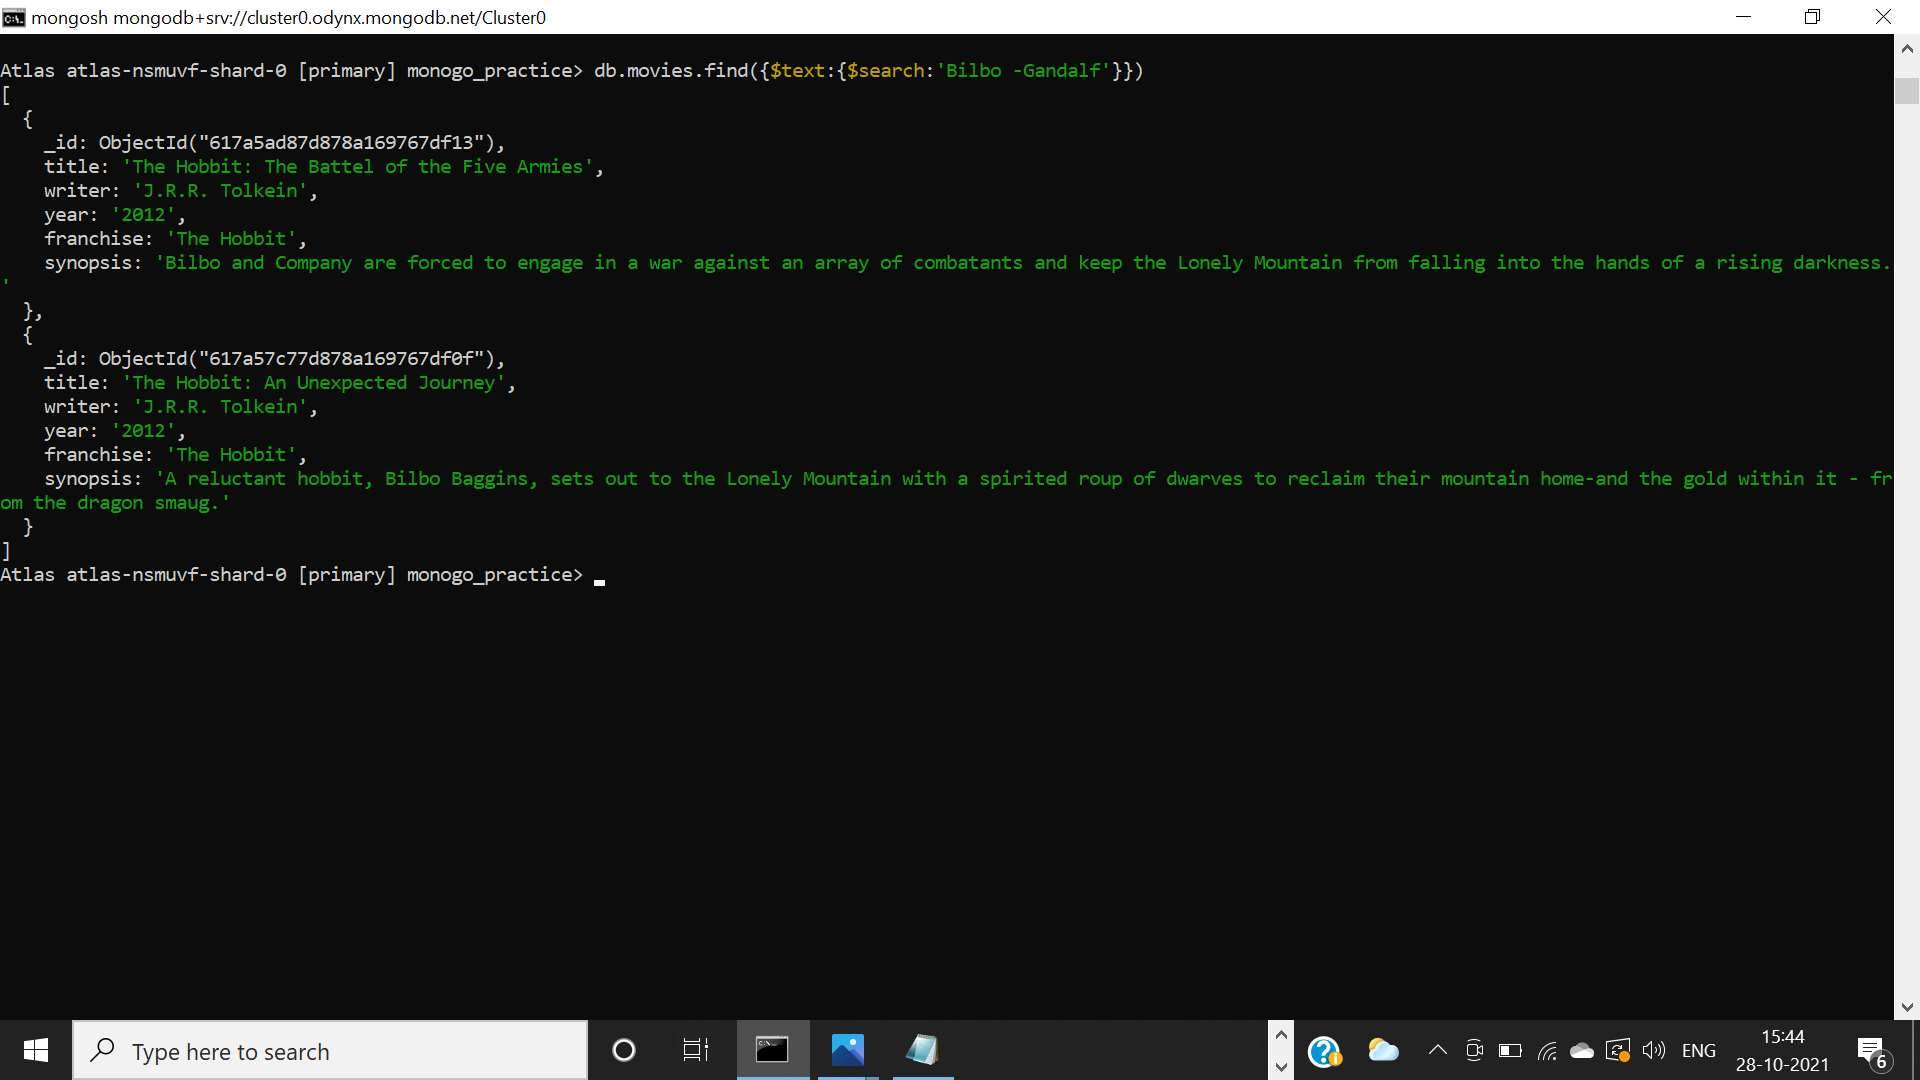 mongosh mongodb+srv://cluster0.odynx.mongodb.net/Cluster0
Atlas atlas-nsmuvf-shard-0 [primary] monogo_practice> db.movies.find({$text:{$search:'Bilbo -Gandalf'}})
[
  {
    _id: ObjectId("617a5ad87d878a169767df13"),
    title: 'The Hobbit: The Battel of the Five Armies',
    writer: 'J.R.R. Tolkein',
    year: '2012',
    franchise: 'The Hobbit',
    synopsis: 'Bilbo and Company are forced to engage in a war against an array of combatants and keep the Lonely Mountain from falling into the hands of a rising darkness.
'
  },
  {
    _id: ObjectId("617a57c77d878a169767df0f"),
    title: 'The Hobbit: An Unexpected Journey',
    writer: 'J.R.R. Tolkein',
    year: '2012',
    franchise: 'The Hobbit',
    synopsis: 'A reluctant hobbit, Bilbo Baggins, sets out to the Lonely Mountain with a spirited roup of dwarves to reclaim their mountain home-and the gold within it - fr
om the dragon smaug.'
  }
]
Atlas atlas-nsmuvf-shard-0 [primary] monogo_practice>
Type here to search
ENG
15:44
28-10-2021
6